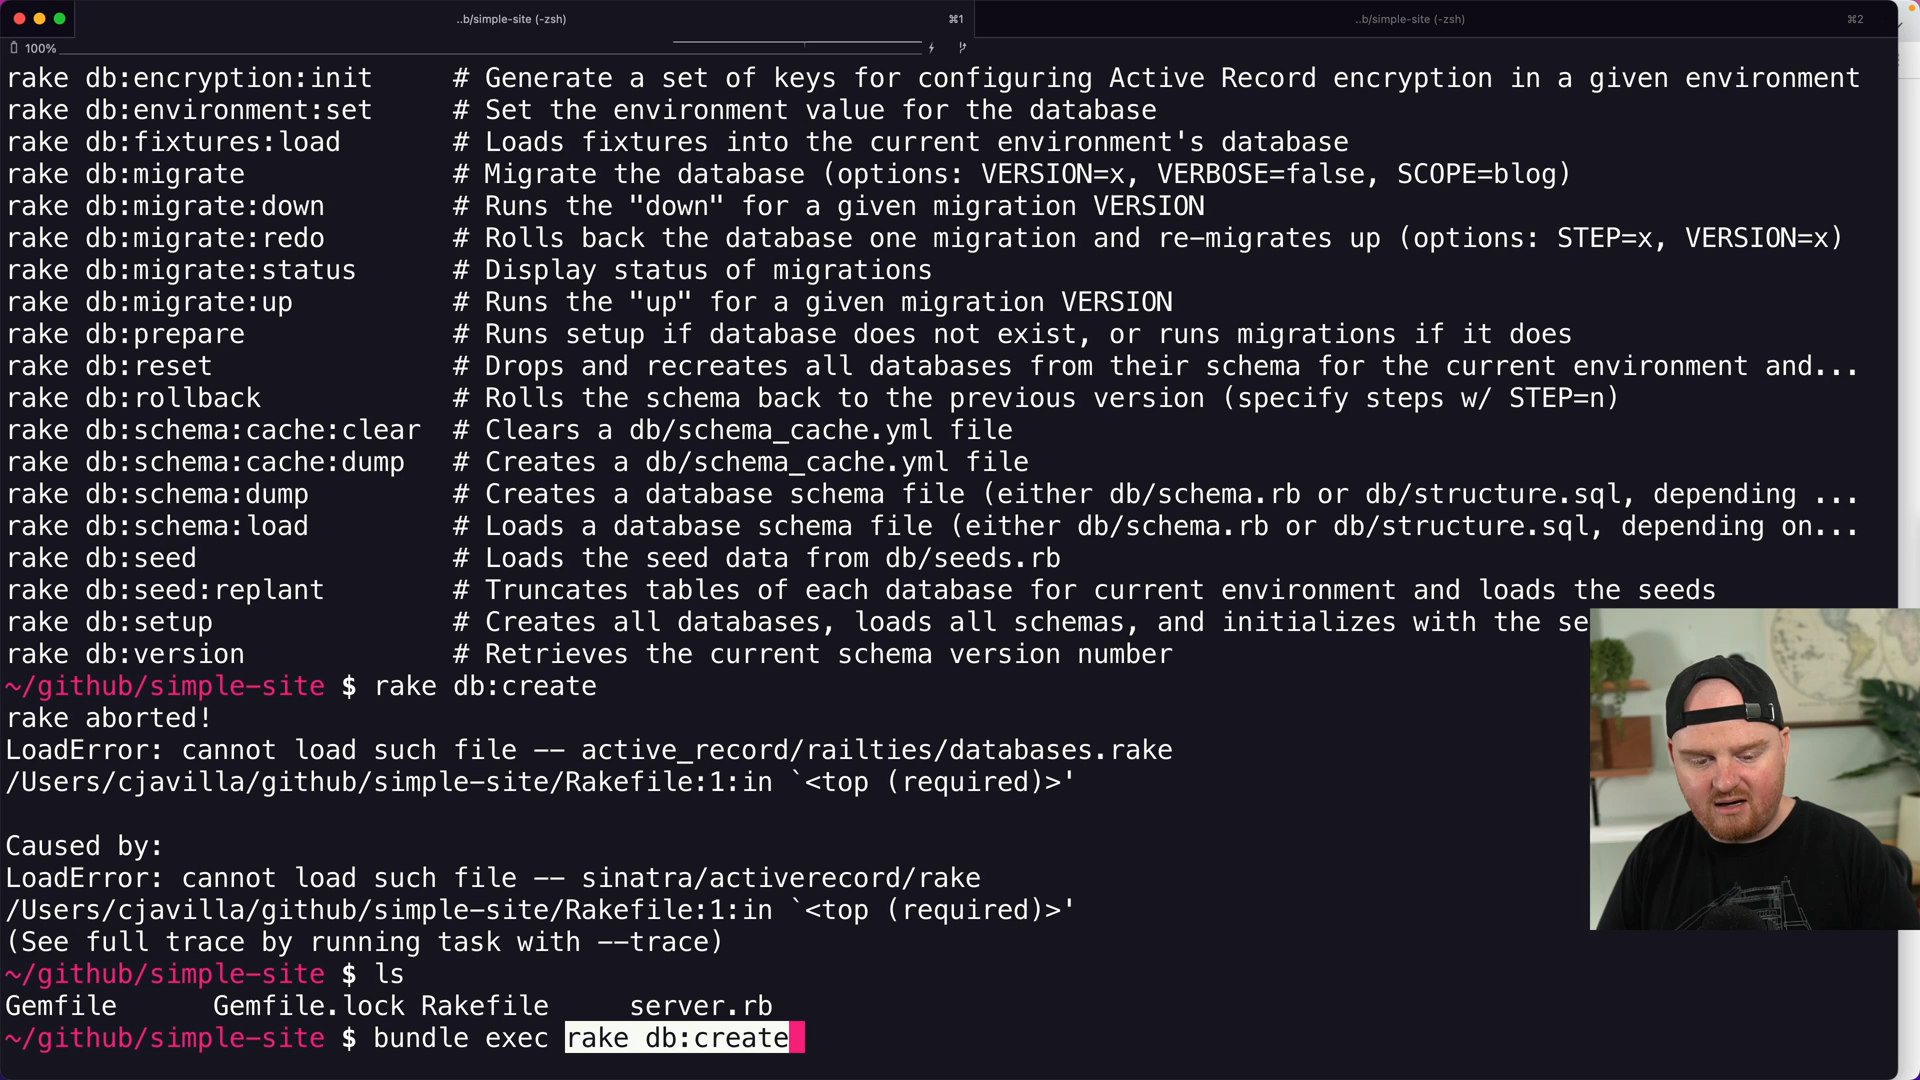 ..b/simple-site (-zsh) ⌘1 ..b/simple-site (-zsh) ⌘2
100%
rake db:encryption:init # Generate a set of keys for configuring Active Record encryption in a given environment
rake db:environment:set # Set the environment value for the database
rake db:fixtures:load # Loads fixtures into the current environment's database
rake db:migrate # Migrate the database (options: VERSION=x, VERBOSE=false, SCOPE=blog)
rake db:migrate:down # Runs the "down" for a given migration VERSION
rake db:migrate:redo # Rolls back the database one migration and re-migrates up (options: STEP=x, VERSION=x)
rake db:migrate:status # Display status of migrations
rake db:migrate:up # Runs the "up" for a given migration VERSION
rake db:prepare # Runs setup if database does not exist, or runs migrations if it does
rake db:reset # Drops and recreates all databases from their schema for the current environment and...
rake db:rollback # Rolls the schema back to the previous version (specify steps w/ STEP=n)
rake db:schema:cache:clear # Clears a db/schema_cache.yml file
rake db:schema:cache:dump # Creates a db/schema_cache.yml file
rake db:schema:dump # Creates a database schema file (either db/schema.rb or db/structure.sql, depending ...
rake db:schema:load # Loads a database schema file (either db/schema.rb or db/structure.sql, depending on...
rake db:seed # Loads the seed data from db/seeds.rb
rake db:seed:replant # Truncates tables of each database for current environment and loads the seeds
rake db:setup # Creates all databases, loads all schemas, and initializes with the se
rake db:version # Retrieves the current schema version number
~/github/simple-site $ rake db:create
rake aborted!
LoadError: cannot load such file -- active_record/railties/databases.rake
/Users/cjavilla/github/simple-site/Rakefile:1:in `<top (required)>'
Caused by:
LoadError: cannot load such file -- sinatra/activerecord/rake
/Users/cjavilla/github/simple-site/Rakefile:1:in `<top (required)>'
(See full trace by running task with --trace)
~/github/simple-site $ ls
Gemfile Gemfile.lock Rakefile server.rb
~/github/simple-site $ bundle exec rake db:create